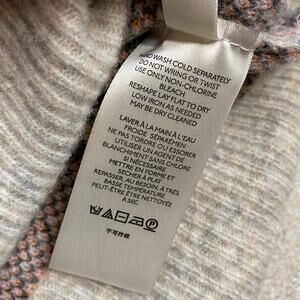 HAND WASH COLD SEPARATELY
DO NOT WRING OR TWIST
USE ONLY NON-CHLORINE
BLEACH
RESHAPE LAY FLAT TO DRY
LOW IRON AS NEEDED
MAY BE DRY CLEANED
LAVER À LA MAIN À L'EAU
FROIDE SÉPARÉMEN
NE PAS TORDRE OU ESSORER
UTILISER UN AGENT DE
BLANCHIMENT SANS CHLORE
SI NÉCESSAIRE
METTRE EN FORME ET
SÉCHER À PLAT
REPASSER, AU BESOIN, À TRÈS
BASSE TEMPÉRATURE
PEUT-ÊTRE ÊTRE NETTOYÉE
À SEC
不可拧绞